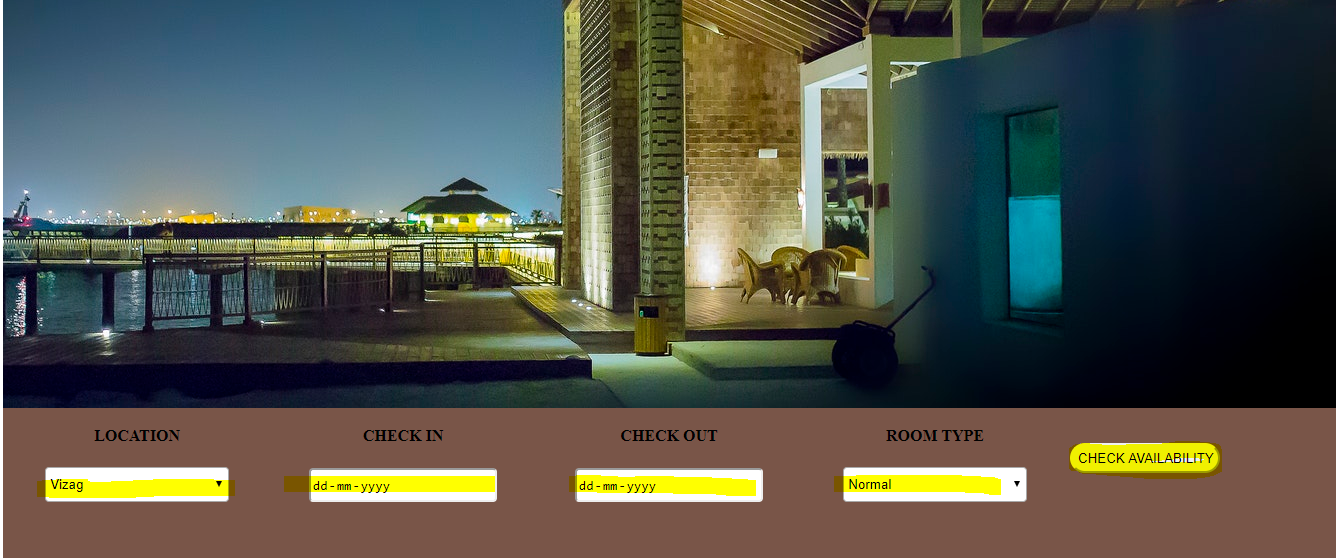 LOCATION CHECK IN CHECK OUT ROOM TYPE
CHECK AVAILABILITY
Vizag dd-mm-yyyy dd-mm-yyyy Normal